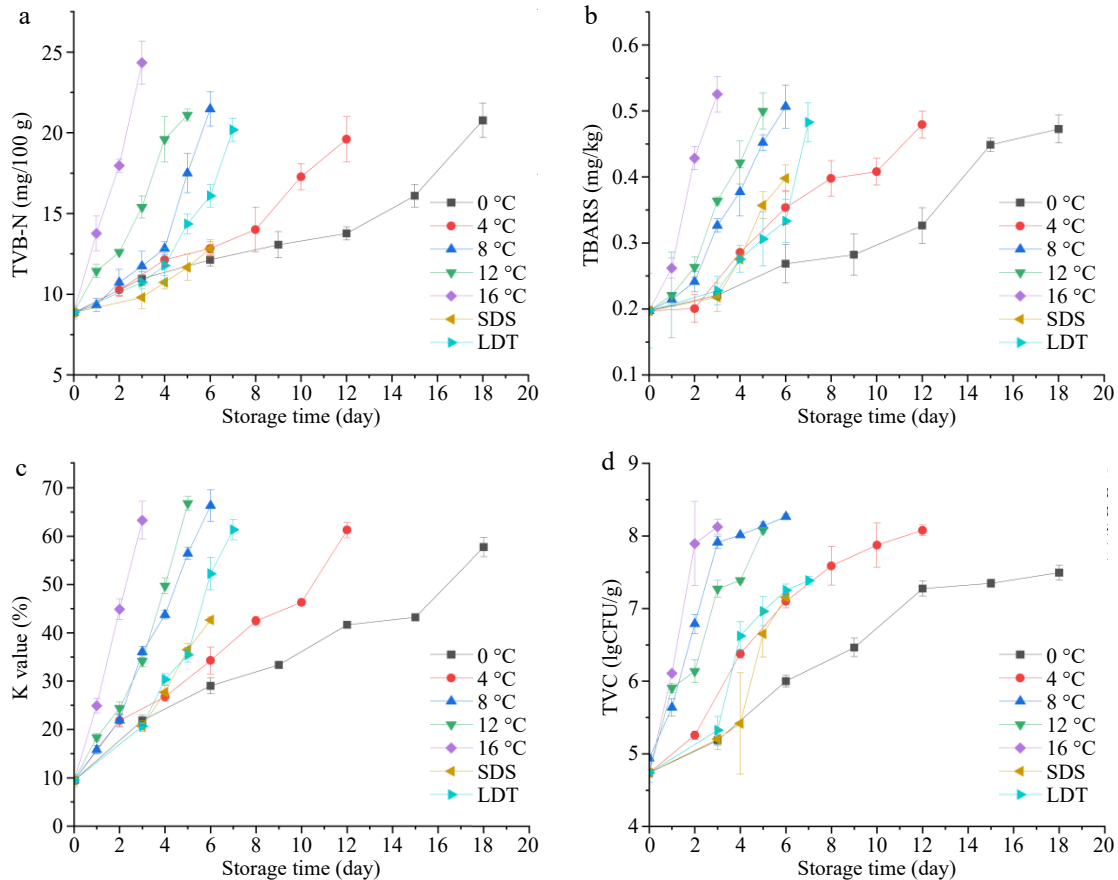 a
TVB-N (mg/100 g)
25
20
15
10
5
0 2 4 6 8 10 12 14 16 18 20
Storage time (day)
0 °C
4 °C
8 °C
12 °C
16 °C
SDS
LDT
b
TBARS (mg/kg)
0.6
0.5
0.4
0.3
0.2
0.1
0 2 4 6 8 10 12 14 16 18 20
Storage time (day)
0 °C
4 °C
8 °C
12 °C
16 °C
SDS
LDT
c
K value (%)
70
60
50
40
30
20
10
0
0 2 4 6 8 10 12 14 16 18 20
Storage time (day)
0 °C
4 °C
8 °C
12 °C
16 °C
SDS
LDT
d
TVC (lgCFU/g)
9
8
7
6
5
4
0 2 4 6 8 10 12 14 16 18 20
Storage time (day)
0 °C
4 °C
8 °C
12 °C
16 °C
SDS
LDT